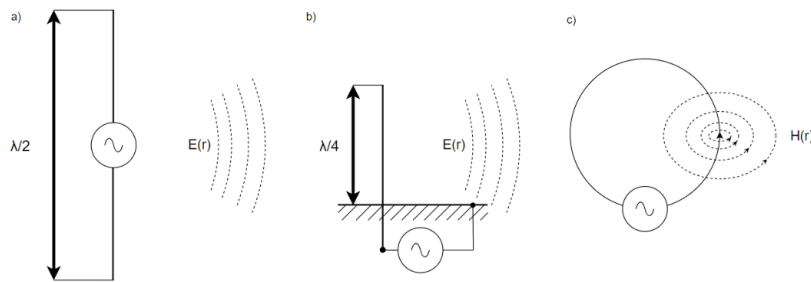 a)
λ/2
E(r)
b)
λ/4
E(r)
c)
H(r)